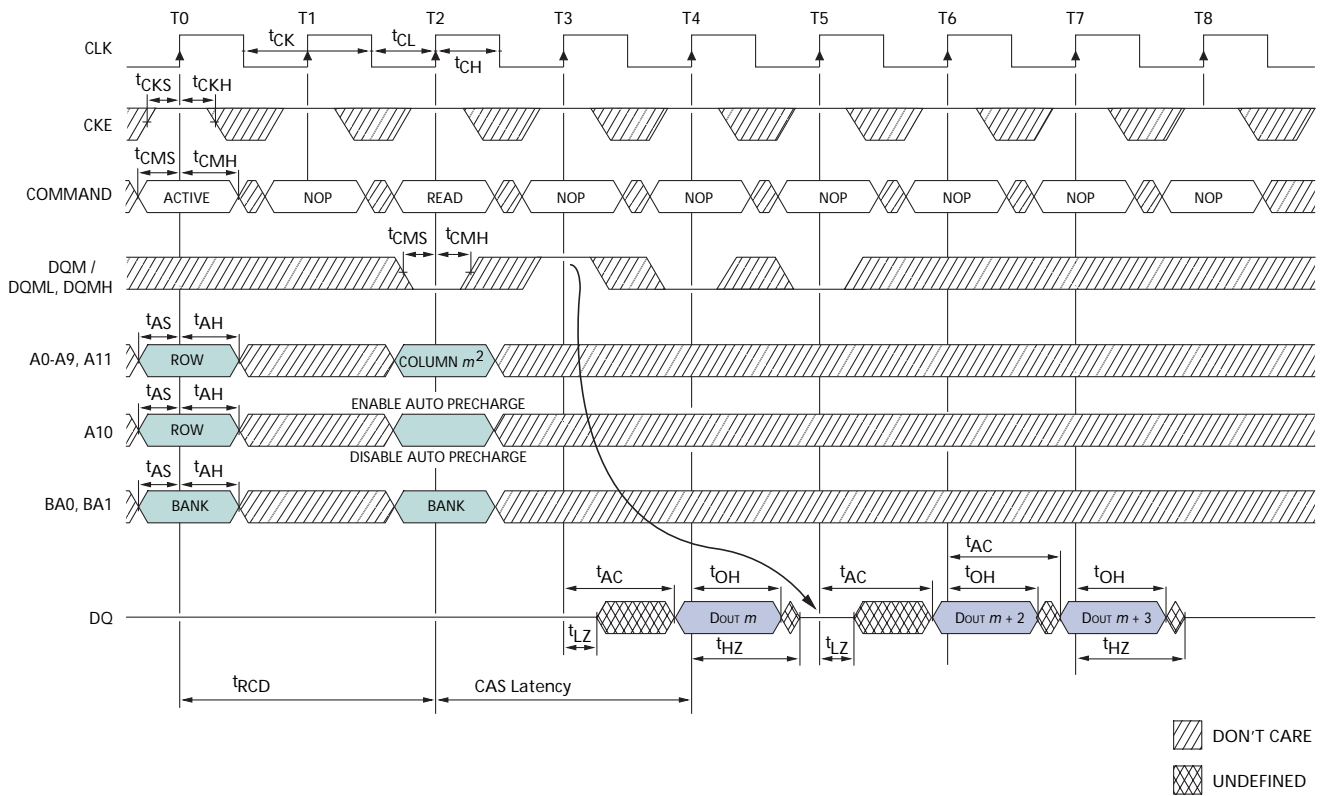 T0 T1 T2 T3 T4 T5 T6 T7 T8
CLK tCK tCL tCH
tCKS tCKH
CKE
tCMS tCMH
COMMAND ACTIVE NOP READ NOP NOP NOP NOP NOP NOP
tCMS tCMH
DQM /
DQML, DQMH
tAS tAH
A0-A9, A11 ROW COLUMN m2
tAS tAH ENABLE AUTO PRECHARGE
A10 ROW
DISABLE AUTO PRECHARGE
tAS tAH
BA0, BA1 BANK BANK
tAC
tAC tOH tAC tOH tOH
DQ DOUT m DOUT m + 2 DOUT m + 3
tLZ tHZ tLZ tHZ
tRCD CAS Latency
DON'T CARE
UNDEFINED